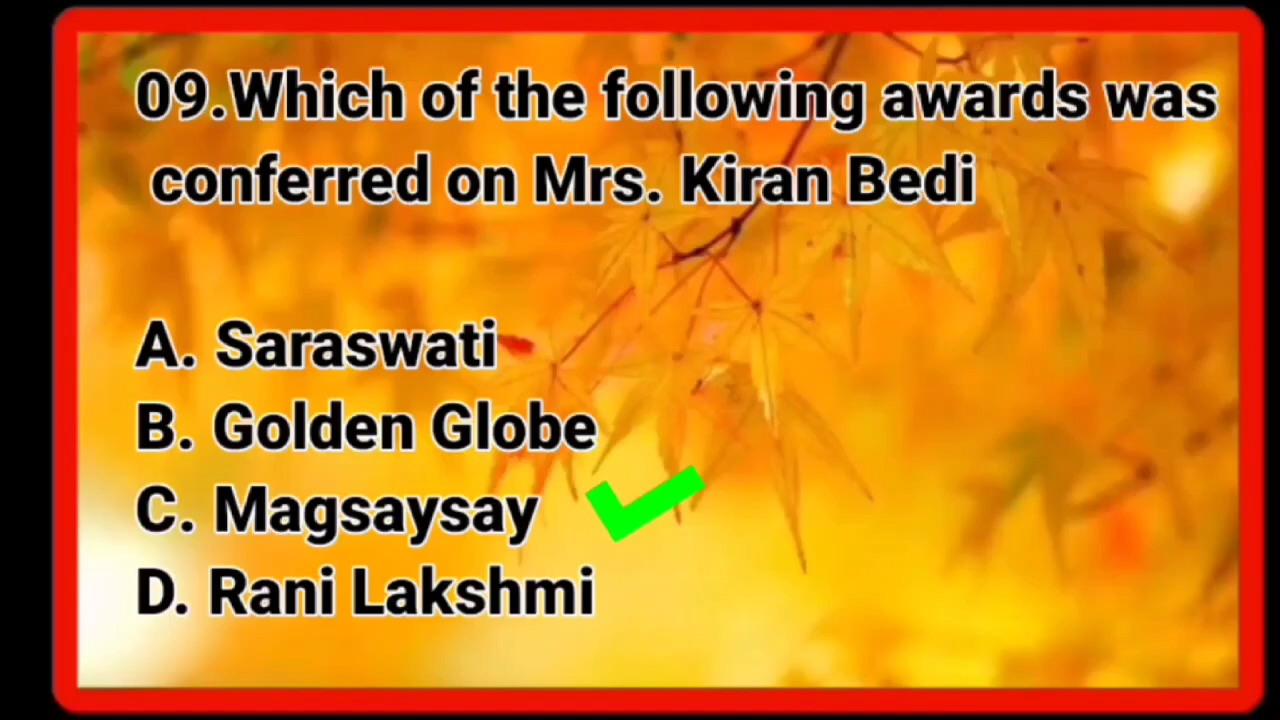 09.Which of the following awards was
conferred on Mrs. Kiran Bedi
A. Saraswati
B. Golden Globe
C. Magsaysay
D. Rani Lakshmi